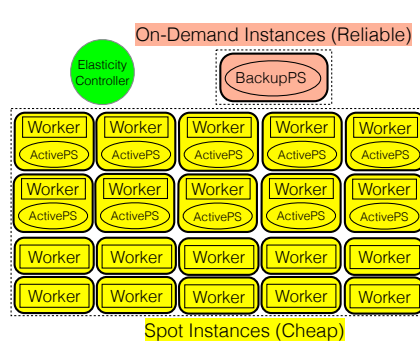 On-Demand Instances (Reliable)
Elasticity
Controller
BackupPS
Worker Worker Worker Worker Worker
ActivePS ActivePS ActivePS ActivePS ActivePS
Worker Worker Worker Worker Worker
ActivePS ActivePS ActivePS ActivePS ActivePS
Worker Worker Worker Worker Worker
Worker Worker Worker Worker Worker
Spot Instances (Cheap)